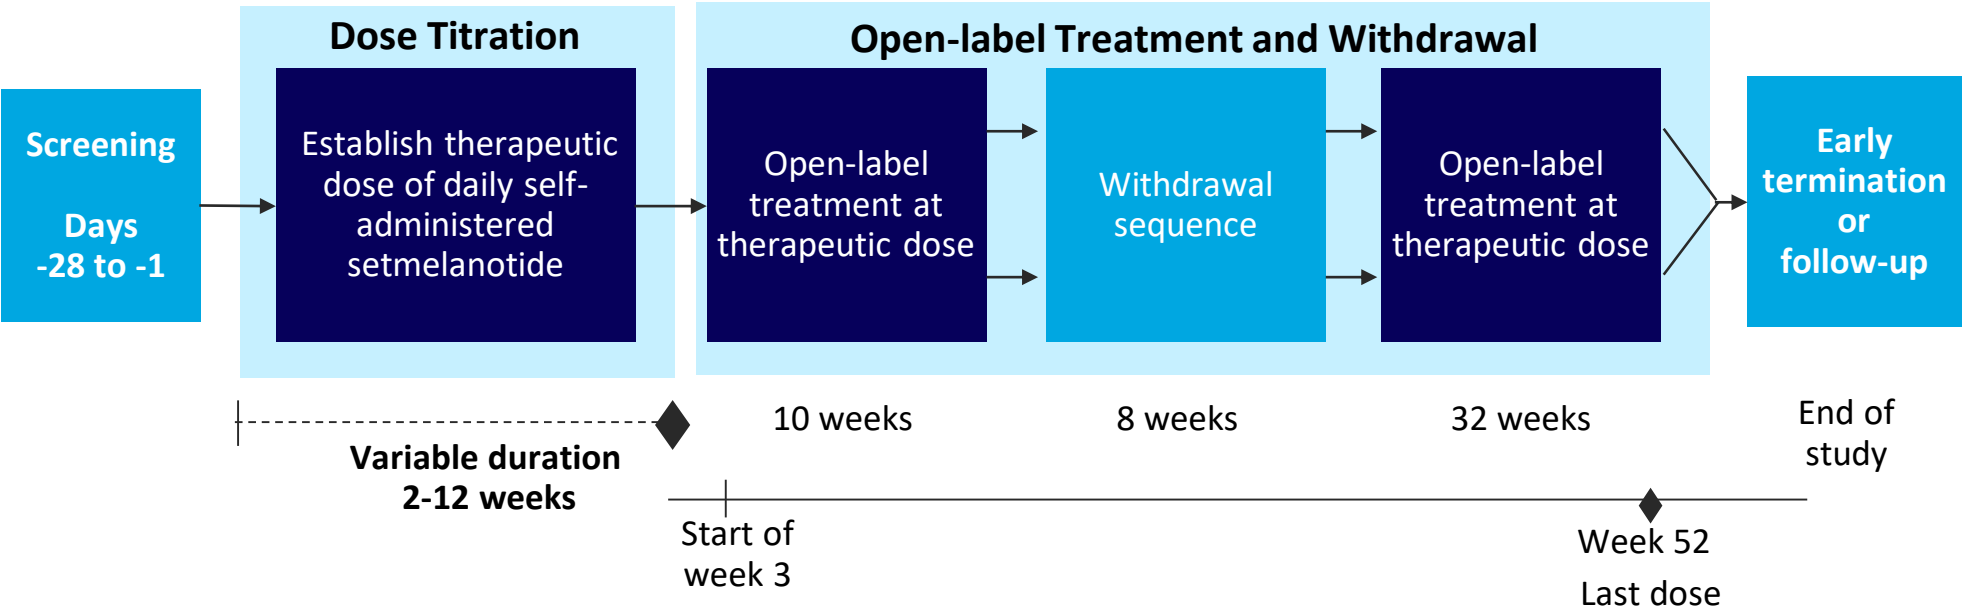 Dose Titration
Open-label Treatment and Withdrawal
Screening
Days
-28 to -1
Establish therapeutic
dose of daily self-
administered
setmelanotide
Open-label
treatment at
therapeutic dose
Withdrawal
sequence
Open-label
treatment at
therapeutic dose
Early
termination
or
follow-up
Variable duration
2-12 weeks
10 weeks
8 weeks
32 weeks
End of
study
Start of
week 3
Week 52
Last dose